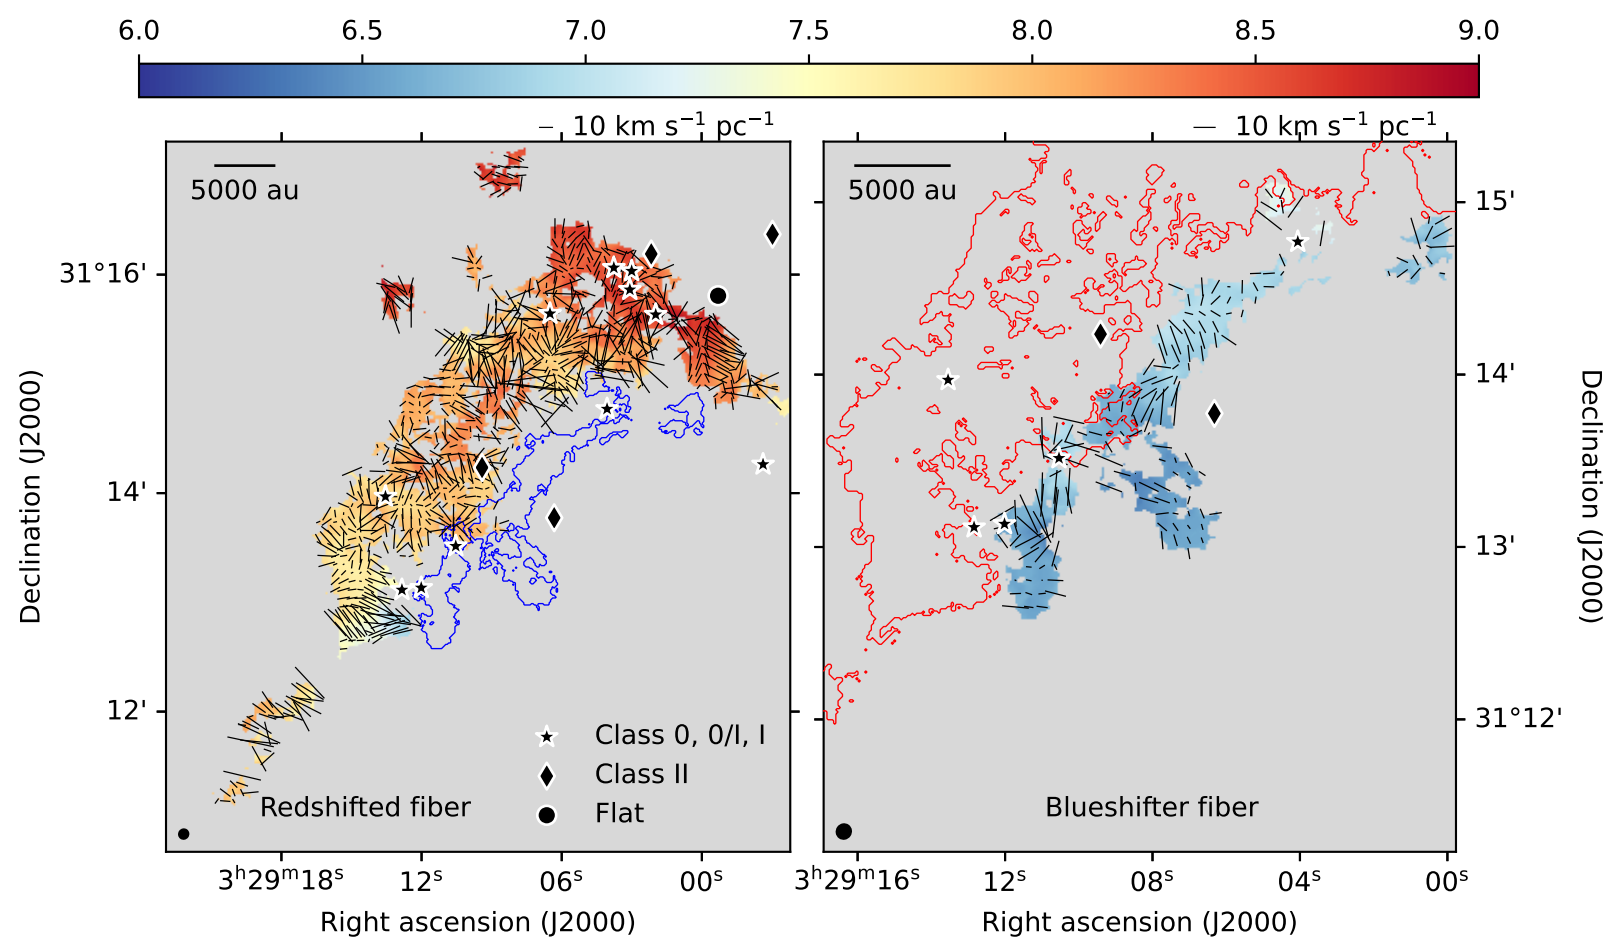 6.0 6.5 7.0 7.5 8.0 8.5 9.0
10 km s⁻¹ pc⁻¹
5000 au
31°16'
14'
12'
Declination (J2000)
Class 0, 0/I, I
Class II
Flat
Redshifted fiber
3ʰ29ᵐ18ˢ 12ˢ 06ˢ 00ˢ
Right ascension (J2000)
10 km s⁻¹ pc⁻¹
5000 au
15'
14'
13'
31°12'
Declination (J2000)
Blueshifter fiber
3ʰ29ᵐ16ˢ 12ˢ 08ˢ 04ˢ 00ˢ
Right ascension (J2000)